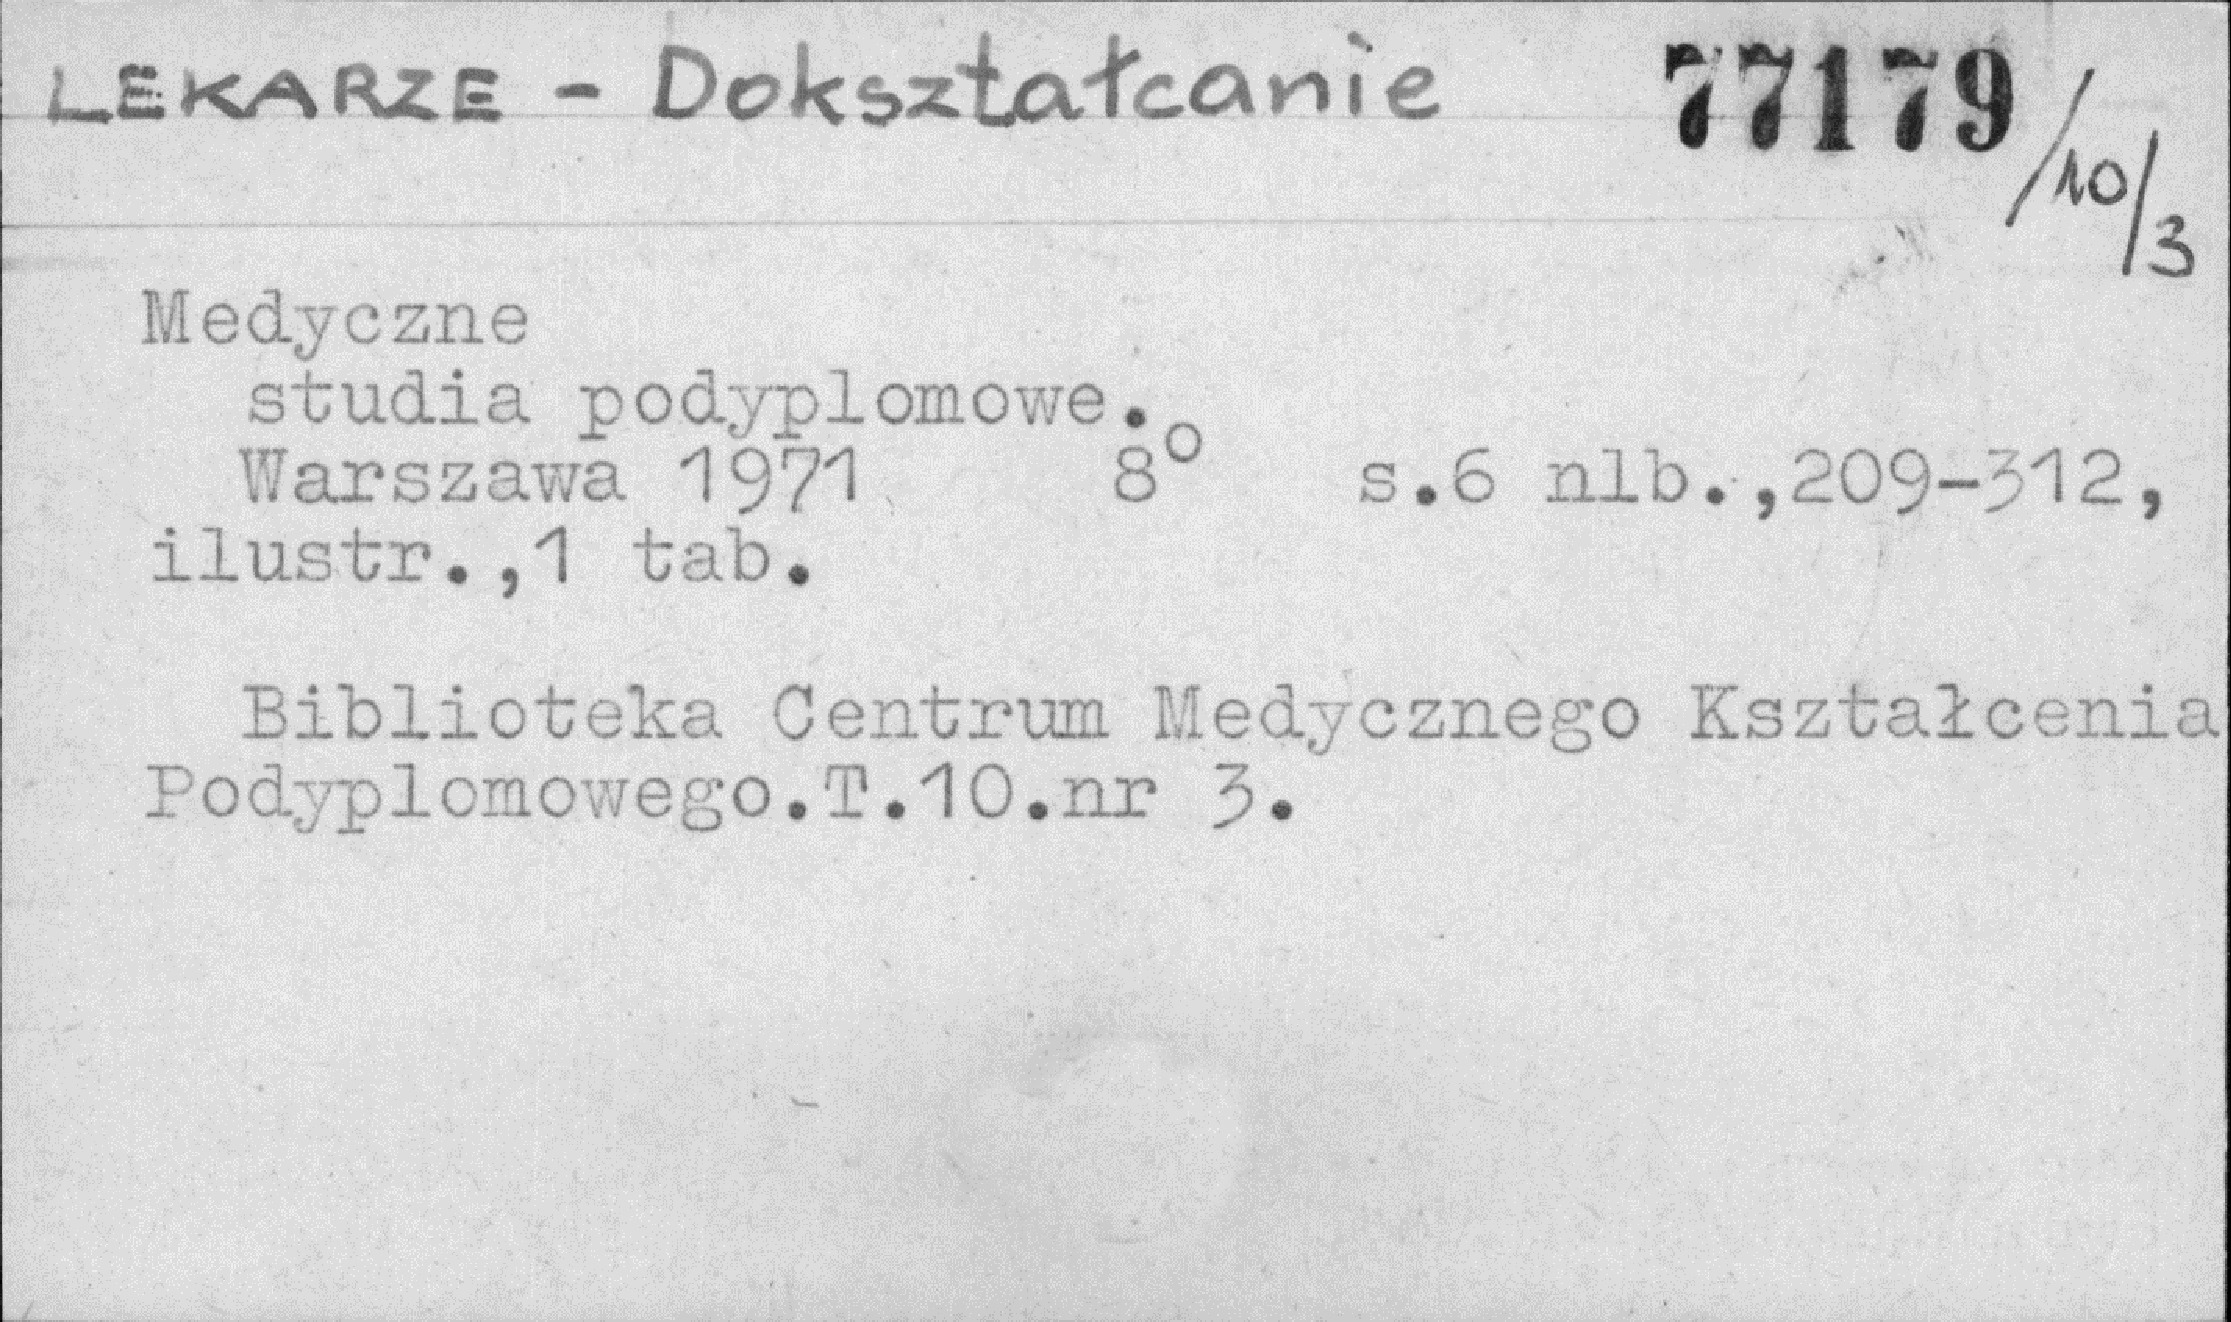 LEKARZE - Dokształcanie 77179/10/3
Medyczne
studia podyplomowe.
Warszawa 1971 8° s.6 nlb.,209-312,
ilustr.,1 tab.
Biblioteka Centrum Medycznego Kształcenia
Podyplomowego.T.10.nr 3.